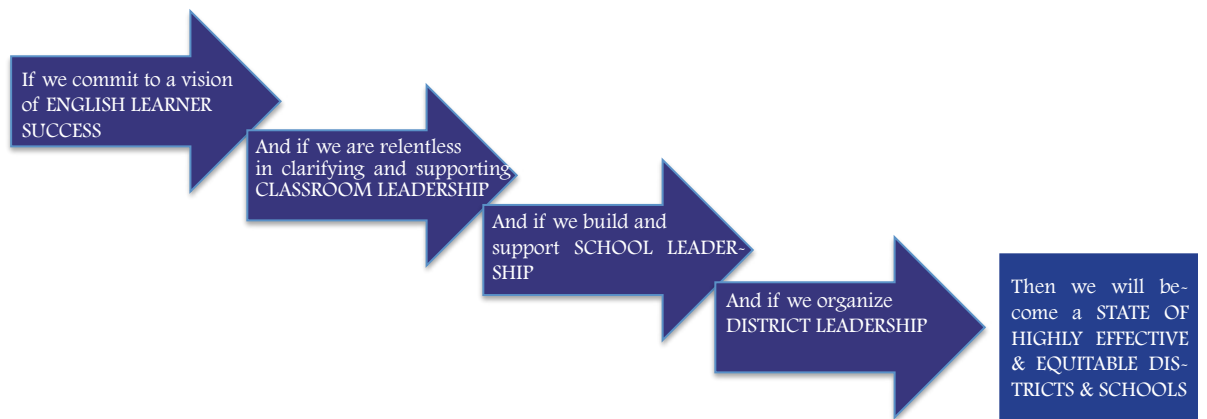 If we commit to a vision
of ENGLISH LEARNER
SUCCESS
And if we are relentless
in clarifying and supporting
CLASSROOM LEADERSHIP
And if we build and
support SCHOOL LEADER-
SHIP
And if we organize
DISTRICT LEADERSHIP
Then we will be-
come a STATE OF
HIGHLY EFFECTIVE
& EQUITABLE DIS-
TRICTS & SCHOOLS